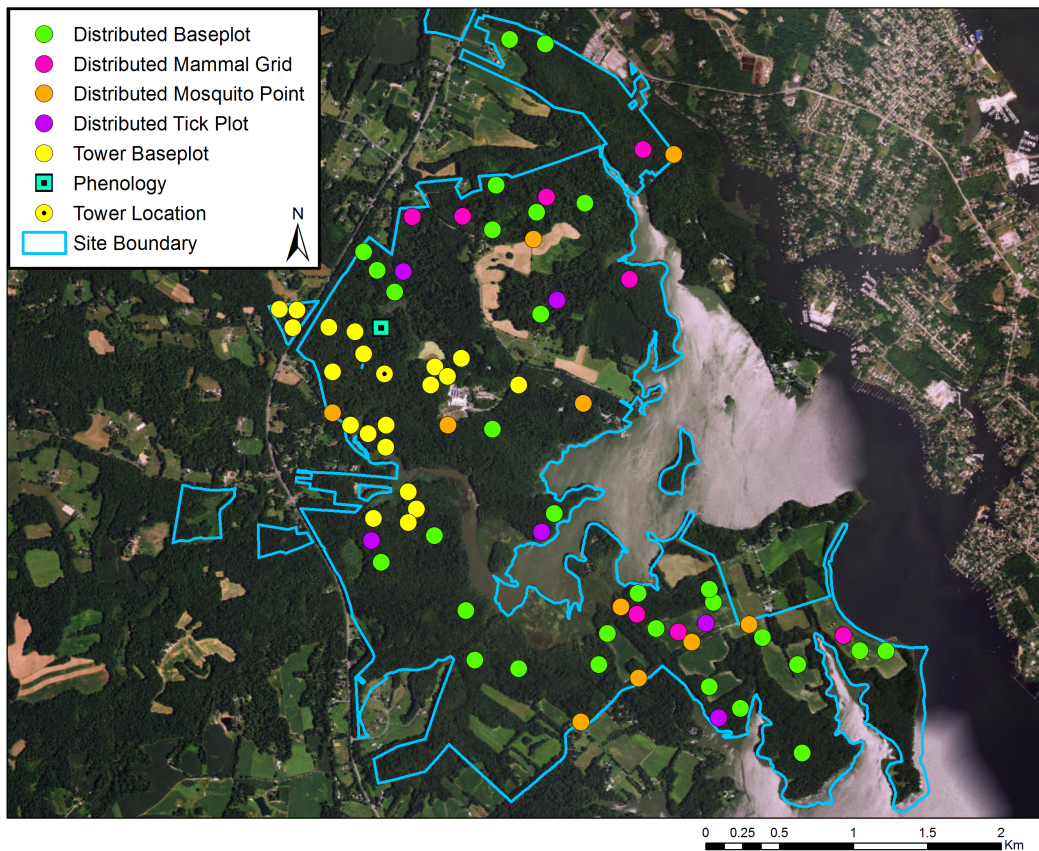 Distributed Baseplot
Distributed Mammal Grid
Distributed Mosquito Point
Distributed Tick Plot
Tower Baseplot
Phenology
Tower Location
Site Boundary
N
0 0.25 0.5 1 1.5 2
Km